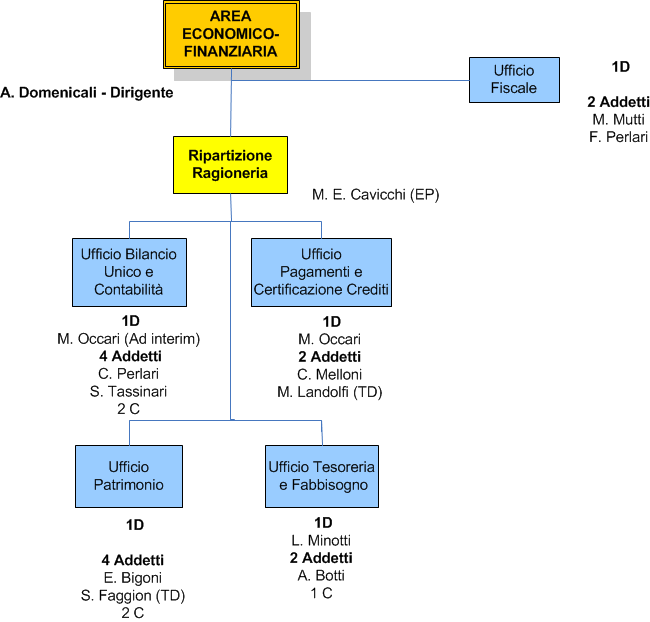 AREA
ECONOMICO-
FINANZIARIA
A. Domenicali - Dirigente
Ufficio
Fiscale
1D
2 Addetti
M. Mutti
F. Perlari
Ripartizione
Ragioneria
M. E. Cavicchi (EP)
Ufficio Bilancio
Unico e
Contabilità
1D
M. Occari (Ad interim)
4 Addetti
C. Perlari
S. Tassinari
2 C
Ufficio
Pagamenti e
Certificazione Crediti
1D
M. Occari
2 Addetti
C. Melloni
M. Landolfi (TD)
Ufficio
Patrimonio
1D
4 Addetti
E. Bigoni
S. Faggion (TD)
2 C
Ufficio Tesoreria
e Fabbisogno
1D
L. Minotti
2 Addetti
A. Botti
1 C